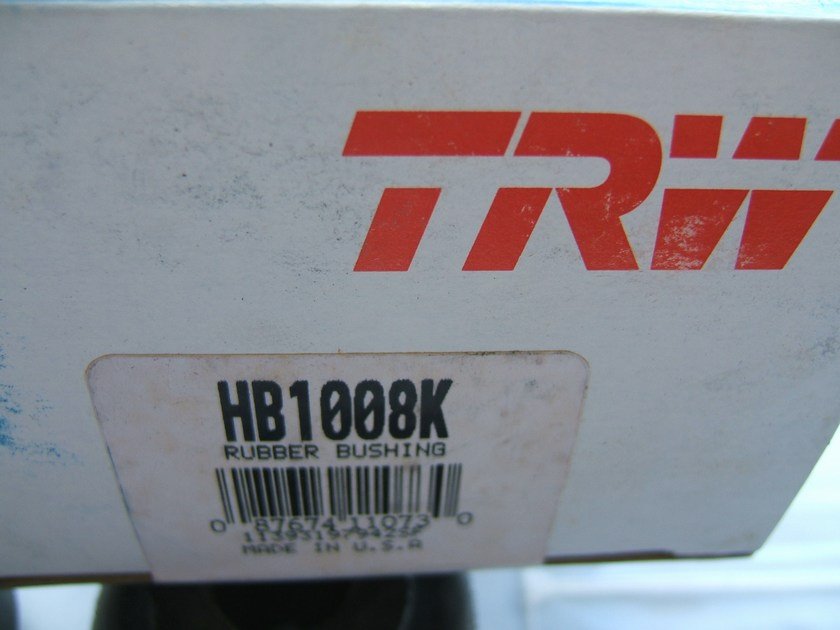 TRW
HB1008K
RUBBER BUSHING
0 87674 11073 0
MADE IN U.S.A